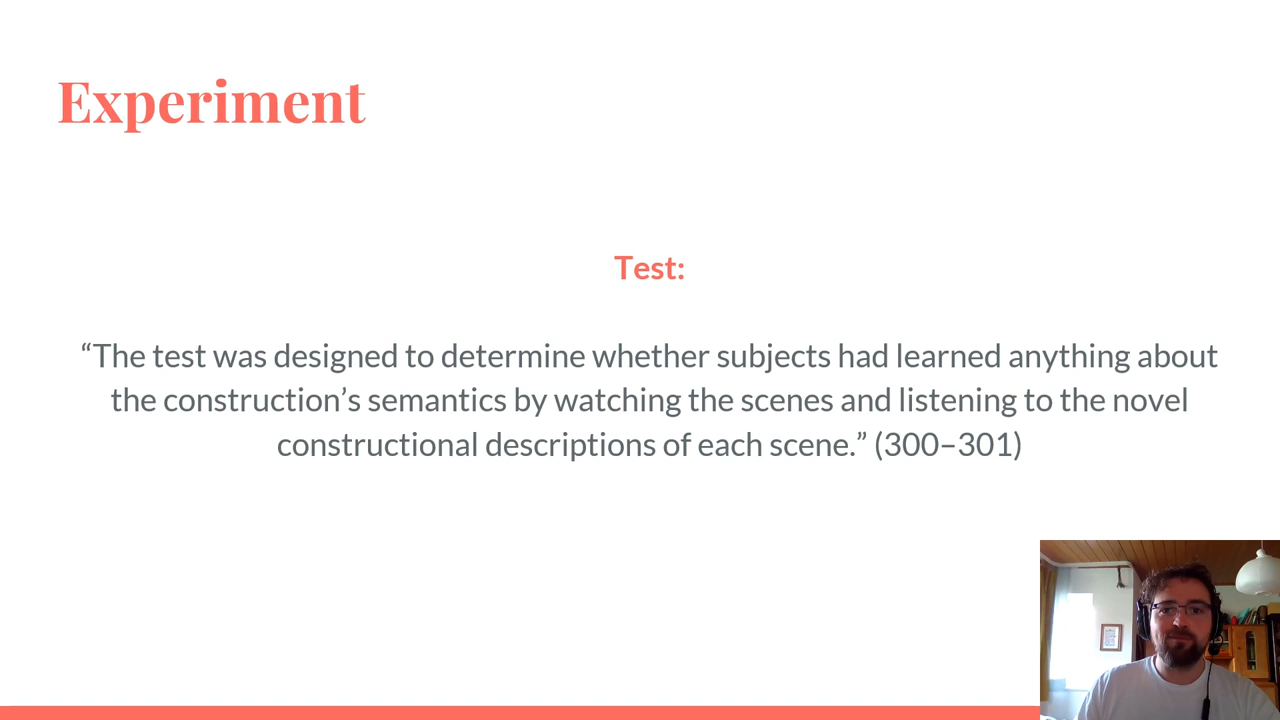 Experiment
Test:
“The test was designed to determine whether subjects had learned anything about
the construction’s semantics by watching the scenes and listening to the novel
constructional descriptions of each scene.” (300–301)